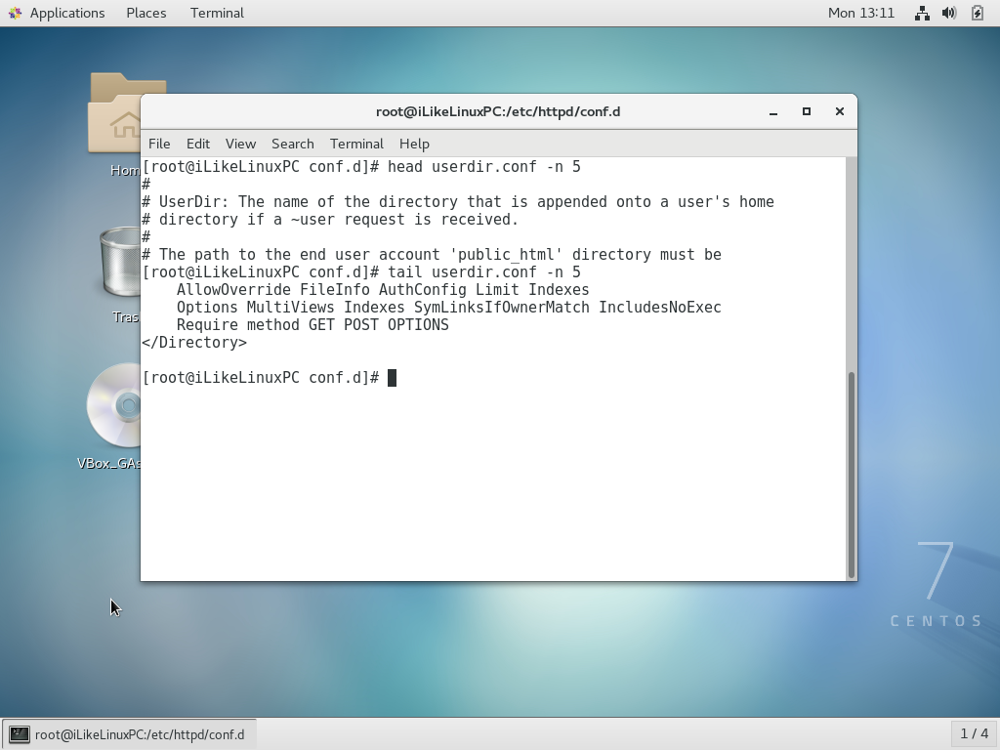 Applications Places Terminal Mon 13:11
root@iLikeLinuxPC:/etc/httpd/conf.d
File Edit View Search Terminal Help
[root@iLikeLinuxPC conf.d]# head userdir.conf -n 5
#
# UserDir: The name of the directory that is appended onto a user's home
# directory if a ~user request is received.
#
# The path to the end user account 'public_html' directory must be
[root@iLikeLinuxPC conf.d]# tail userdir.conf -n 5
    AllowOverride FileInfo AuthConfig Limit Indexes
    Options MultiViews Indexes SymLinksIfOwnerMatch IncludesNoExec
    Require method GET POST OPTIONS
</Directory>

[root@iLikeLinuxPC conf.d]#
Hom
Tras
VBox_GAs
7
CENTOS
root@iLikeLinuxPC:/etc/httpd/conf.d
1 / 4